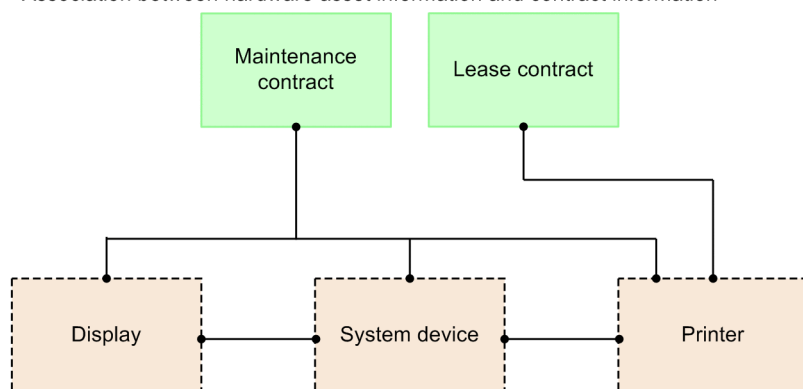 Association between hardware asset information and contract information
Maintenance
contract
Lease contract
Display
System device
Printer